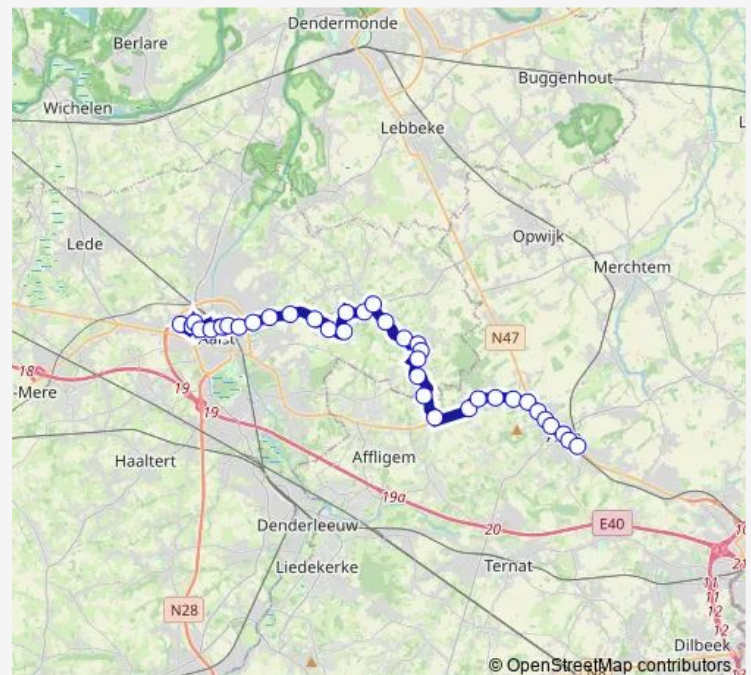 Dendermonde
Berlare
Buggenhout
Wichelen
Lebbeke
Opwijk
Lede
Merchtem
N47
18
19
-Mere
19
Affligem
Haaltert
19a
E40
20
Denderleeuw
21
Liedekerke
Ternat
11
11
12
N28
12
Dilbeek
© OpenStreetMap contributors